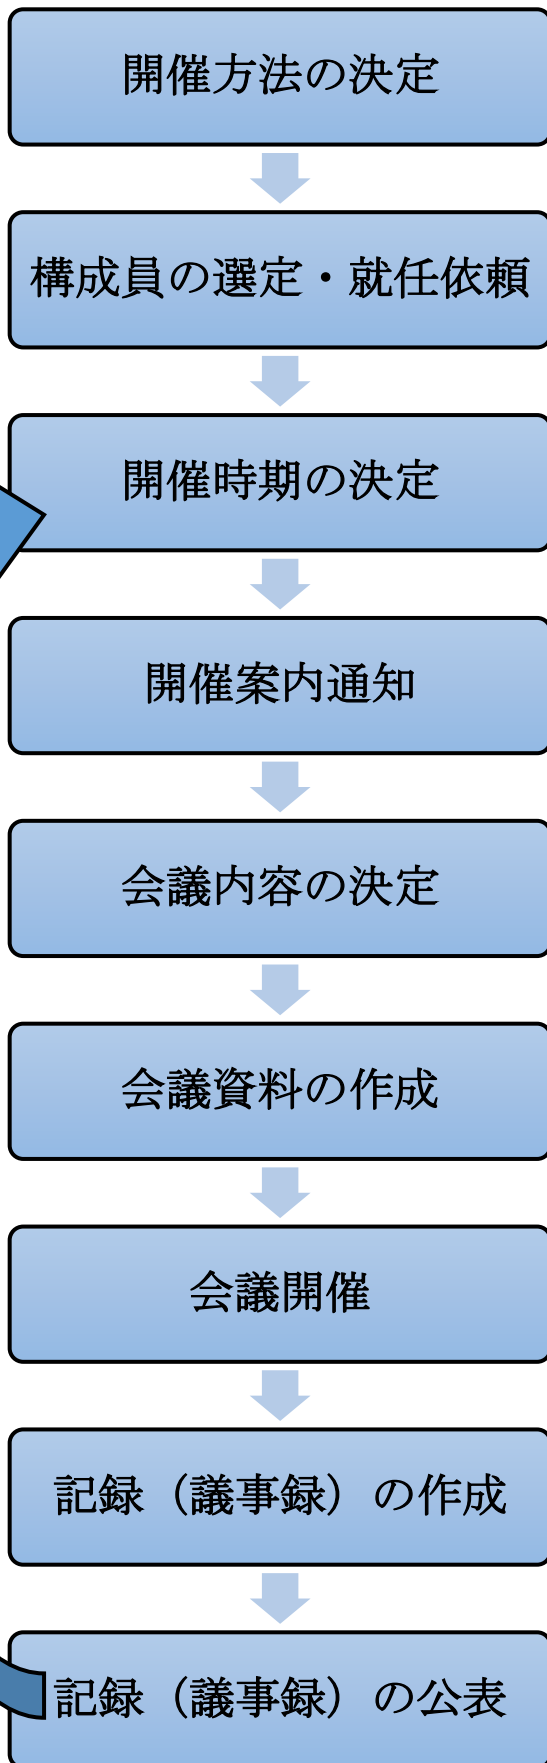 開催方法の決定
構成員の選定・就任依頼
開催時期の決定
開催案内通知
会議内容の決定
会議資料の作成
会議開催
記録（議事録）の作成
記録（議事録）の公表